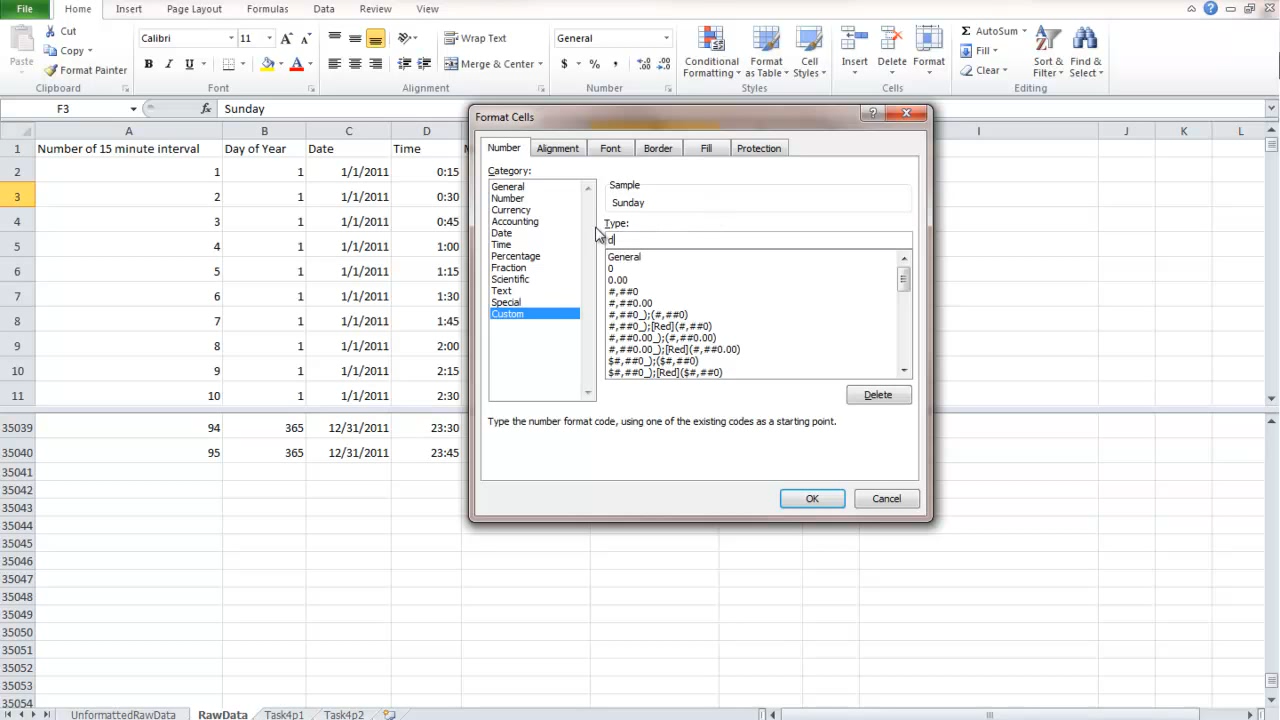 File Home Insert Page Layout Formulas Data Review View
Cut
Copy
Format Painter
Paste
Clipboard
Calibri 11
B I U
Font
Wrap Text
Merge & Center
Alignment
General
$ % ,
Number
Conditional Formatting
Format as Table
Cell Styles
Styles
Insert Delete Format
Cells
AutoSum
Fill
Clear
Sort & Filter
Find & Select
Editing
F3 fx Sunday
A B C D I J K L
1 Number of 15 minute interval Day of Year Date Time
2 1 1 1/1/2011 0:15
3 2 1 1/1/2011 0:30
4 3 1 1/1/2011 0:45
5 4 1 1/1/2011 1:00
6 5 1 1/1/2011 1:15
7 6 1 1/1/2011 1:30
8 7 1 1/1/2011 1:45
9 8 1 1/1/2011 2:00
10 9 1 1/1/2011 2:15
11 10 1 1/1/2011 2:30
35039 94 365 12/31/2011 23:30
35040 95 365 12/31/2011 23:45
35041
35042
35043
35044
35045
35046
35047
35048
35049
35050
35051
35052
35053
35054
Format Cells
Number Alignment Font Border Fill Protection
Category:
General
Number
Currency
Accounting
Date
Time
Percentage
Fraction
Scientific
Text
Special
Custom
Sample
Sunday
Type:
d
General
0
0.00
#,##0
#,##0.00
#,##0_);(#,##0)
#,##0_);[Red](#,##0)
#,##0.00_);(#,##0.00)
#,##0.00_);[Red](#,##0.00)
$#,##0_);($#,##0)
$#,##0_);[Red]($#,##0)
Delete
Type the number format code, using one of the existing codes as a starting point.
OK Cancel
UnformattedRawData RawData Task4p1 Task4p2